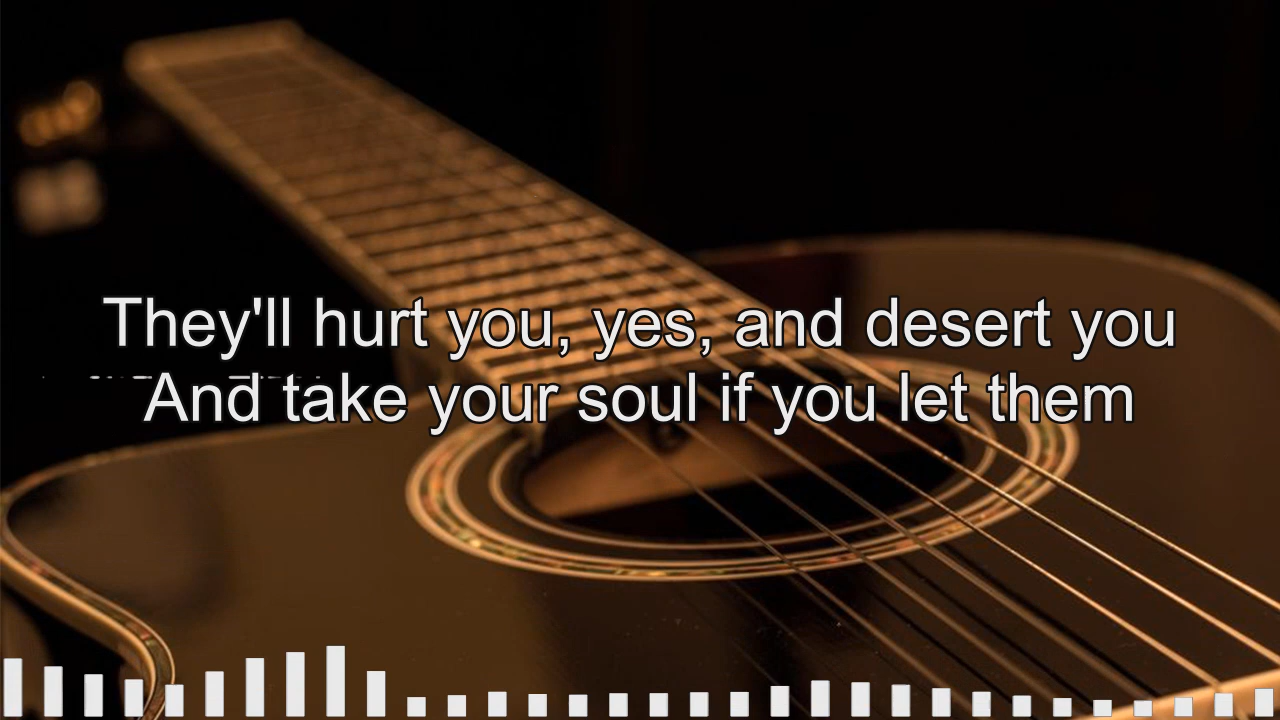 They'll hurt you, yes, and desert you
And take your soul if you let them